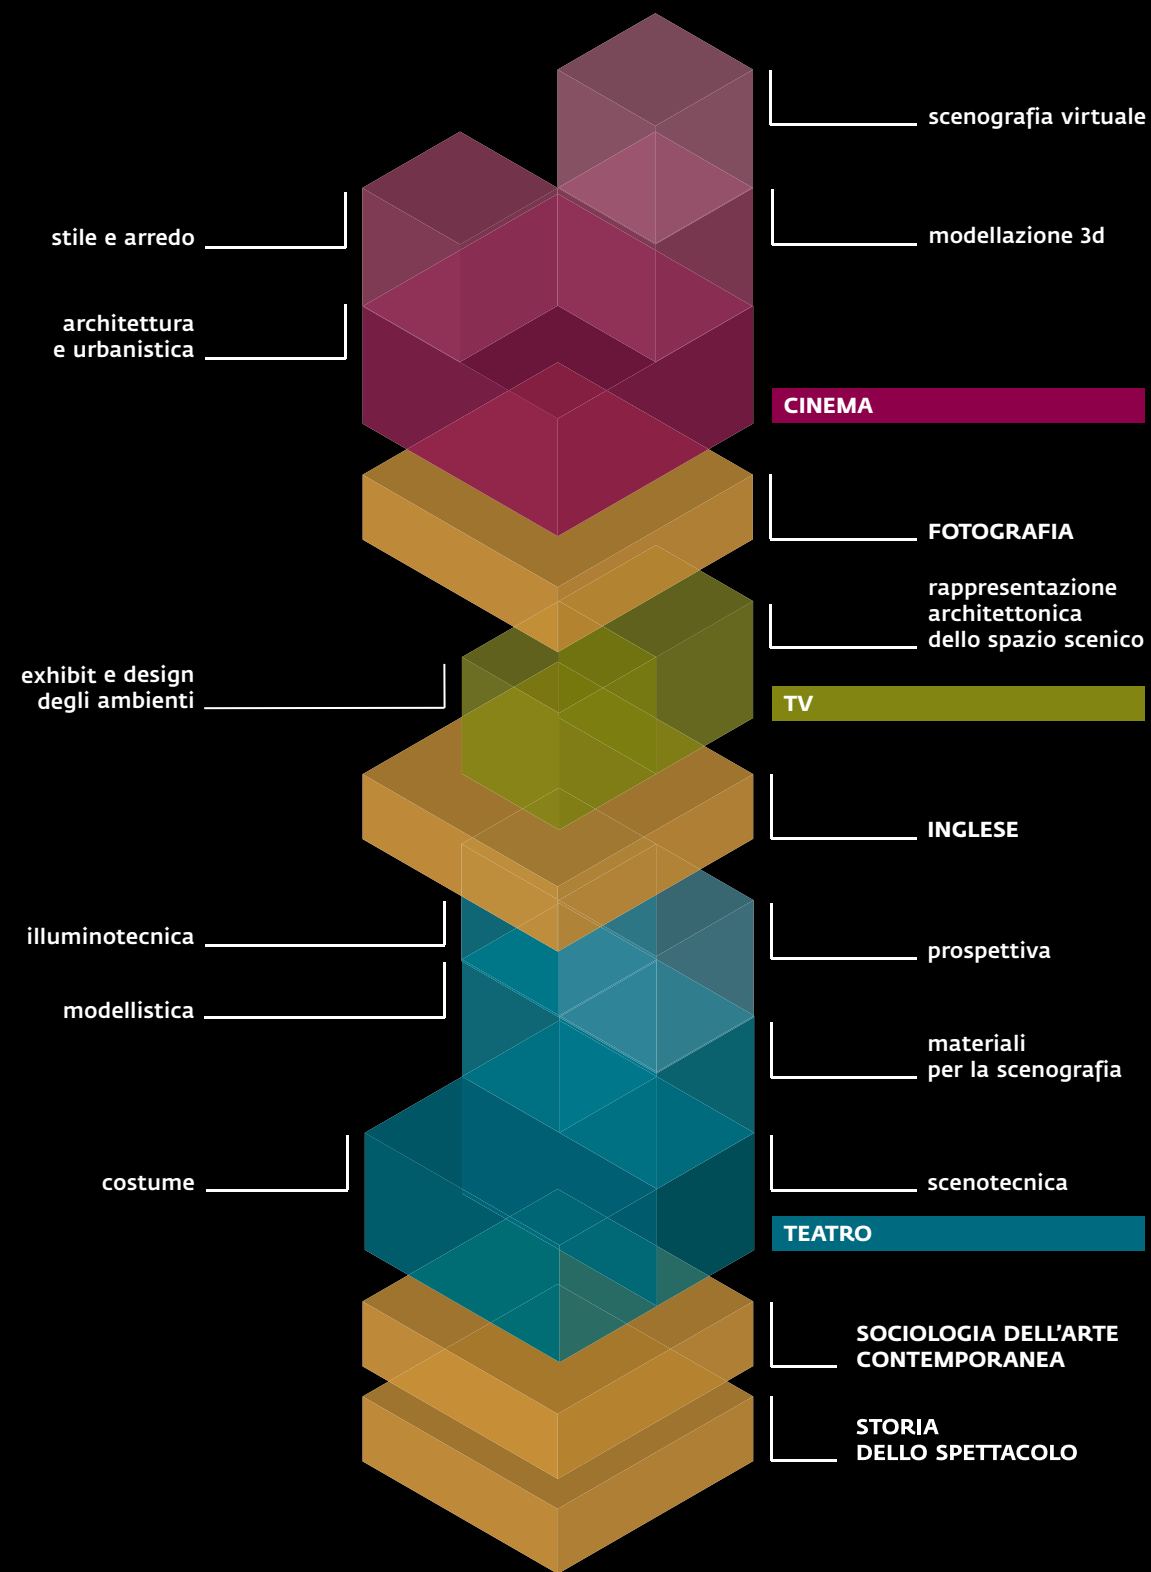 scenografia virtuale
stile e arredo
modellazione 3d
architettura
e urbanistica
CINEMA
FOTOGRAFIA
rappresentazione
architettonica
dello spazio scenico
exhibit e design
degli ambienti
TV
INGLESE
illuminotecnica
prospettiva
modellistica
materiali
per la scenografia
costume
scenotecnica
TEATRO
SOCIOLOGIA DELL’ARTE
CONTEMPORANEA
STORIA
DELLO SPETTACOLO